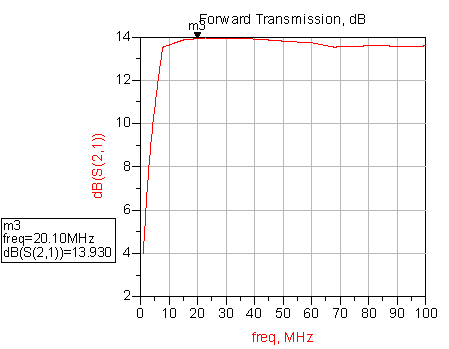 Forward Transmission, dB
m3
14
12
10
8
6
4
2
dB(S(2,1))
m3
freq=20.10MHz
dB(S(2,1))=13.930
0 10 20 30 40 50 60 70 80 90 100
freq, MHz